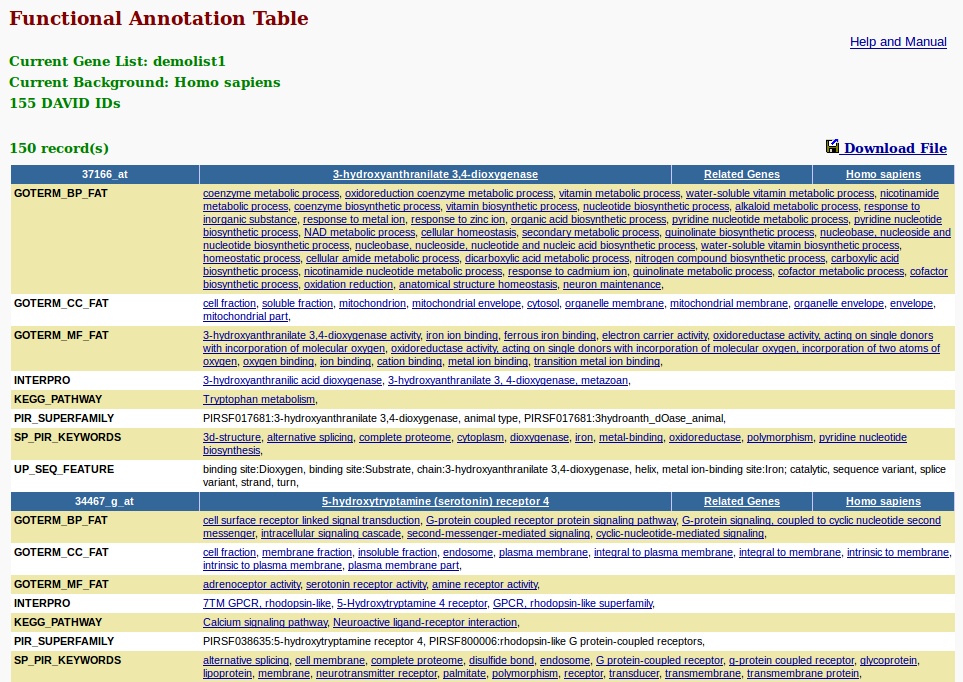 Functional Annotation Table
Help and Manual
Current Gene List: demolist1
Current Background: Homo sapiens
155 DAVID IDs
150 record(s)
Download File
37166_at 3-hydroxyanthranilate 3,4-dioxygenase Related Genes Homo sapiens
GOTERM_BP_FAT coenzyme metabolic process, oxidoreduction coenzyme metabolic process, vitamin metabolic process, water-soluble vitamin metabolic process, nicotinamide
metabolic process, coenzyme biosynthetic process, vitamin biosynthetic process, nucleotide biosynthetic process, alkaloid metabolic process, response to
inorganic substance, response to metal ion, response to zinc ion, organic acid biosynthetic process, pyridine nucleotide metabolic process, pyridine nucleotide
biosynthetic process, NAD metabolic process, cellular homeostasis, secondary metabolic process, quinolinate biosynthetic process, nucleobase, nucleoside and
nucleotide biosynthetic process, nucleobase, nucleoside, nucleotide and nucleic acid biosynthetic process, water-soluble vitamin biosynthetic process,
homeostatic process, cellular amide metabolic process, dicarboxylic acid metabolic process, nitrogen compound biosynthetic process, carboxylic acid
biosynthetic process, nicotinamide nucleotide metabolic process, response to cadmium ion, quinolinate metabolic process, cofactor metabolic process, cofactor
biosynthetic process, oxidation reduction, anatomical structure homeostasis, neuron maintenance,
GOTERM_CC_FAT cell fraction, soluble fraction, mitochondrion, mitochondrial envelope, cytosol, organelle membrane, mitochondrial membrane, organelle envelope, envelope,
mitochondrial part,
GOTERM_MF_FAT 3-hydroxyanthranilate 3,4-dioxygenase activity, iron ion binding, ferrous iron binding, electron carrier activity, oxidoreductase activity, acting on single donors
with incorporation of molecular oxygen, oxidoreductase activity, acting on single donors with incorporation of molecular oxygen, incorporation of two atoms of
oxygen, oxygen binding, ion binding, cation binding, metal ion binding, transition metal ion binding,
INTERPRO 3-hydroxyanthranilic acid dioxygenase, 3-hydroxyanthranilate 3, 4-dioxygenase, metazoan,
KEGG_PATHWAY Tryptophan metabolism,
PIR_SUPERFAMILY PIRSF017681:3-hydroxyanthranilate 3,4-dioxygenase, animal type, PIRSF017681:3hydroanth_dOase_animal,
SP_PIR_KEYWORDS 3d-structure, alternative splicing, complete proteome, cytoplasm, dioxygenase, iron, metal-binding, oxidoreductase, polymorphism, pyridine nucleotide
biosynthesis,
UP_SEQ_FEATURE binding site:Dioxygen, binding site:Substrate, chain:3-hydroxyanthranilate 3,4-dioxygenase, helix, metal ion-binding site:Iron; catalytic, sequence variant, splice
variant, strand, turn,
34467_g_at 5-hydroxytryptamine (serotonin) receptor 4 Related Genes Homo sapiens
GOTERM_BP_FAT cell surface receptor linked signal transduction, G-protein coupled receptor protein signaling pathway, G-protein signaling, coupled to cyclic nucleotide second
messenger, intracellular signaling cascade, second-messenger-mediated signaling, cyclic-nucleotide-mediated signaling,
GOTERM_CC_FAT cell fraction, membrane fraction, insoluble fraction, endosome, plasma membrane, integral to plasma membrane, integral to membrane, intrinsic to membrane,
intrinsic to plasma membrane, plasma membrane part,
GOTERM_MF_FAT adrenoceptor activity, serotonin receptor activity, amine receptor activity,
INTERPRO 7TM GPCR, rhodopsin-like, 5-Hydroxytryptamine 4 receptor, GPCR, rhodopsin-like superfamily,
KEGG_PATHWAY Calcium signaling pathway, Neuroactive ligand-receptor interaction,
PIR_SUPERFAMILY PIRSF038635:5-hydroxytryptamine receptor 4, PIRSF800006:rhodopsin-like G protein-coupled receptors,
SP_PIR_KEYWORDS alternative splicing, cell membrane, complete proteome, disulfide bond, endosome, G protein-coupled receptor, g-protein coupled receptor, glycoprotein,
lipoprotein, membrane, neurotransmitter receptor, palmitate, polymorphism, receptor, transducer, transmembrane, transmembrane protein,